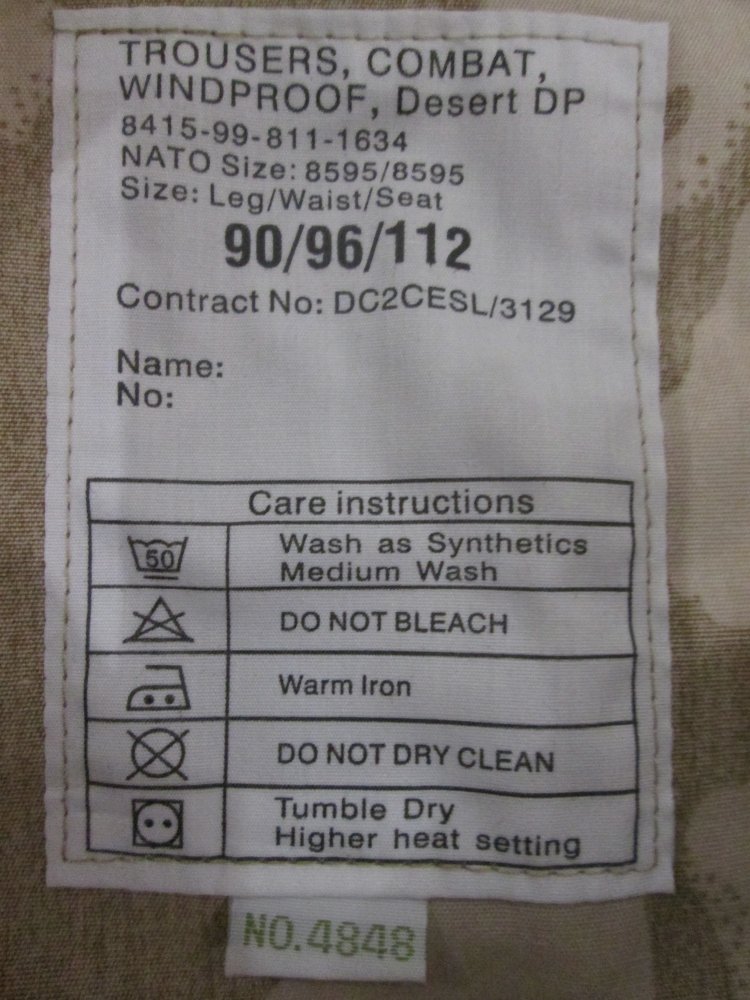 TROUSERS, COMBAT,
WINDPROOF, Desert DP
8415-99-811-1634
NATO Size: 8595/8595
Size: Leg/Waist/Seat
90/96/112
Contract No: DC2CESL/3129
Name:
No:
Care instructions
50
Wash as Synthetics
Medium Wash
DO NOT BLEACH
Warm Iron
DO NOT DRY CLEAN
Tumble Dry
Higher heat setting
NO.4848